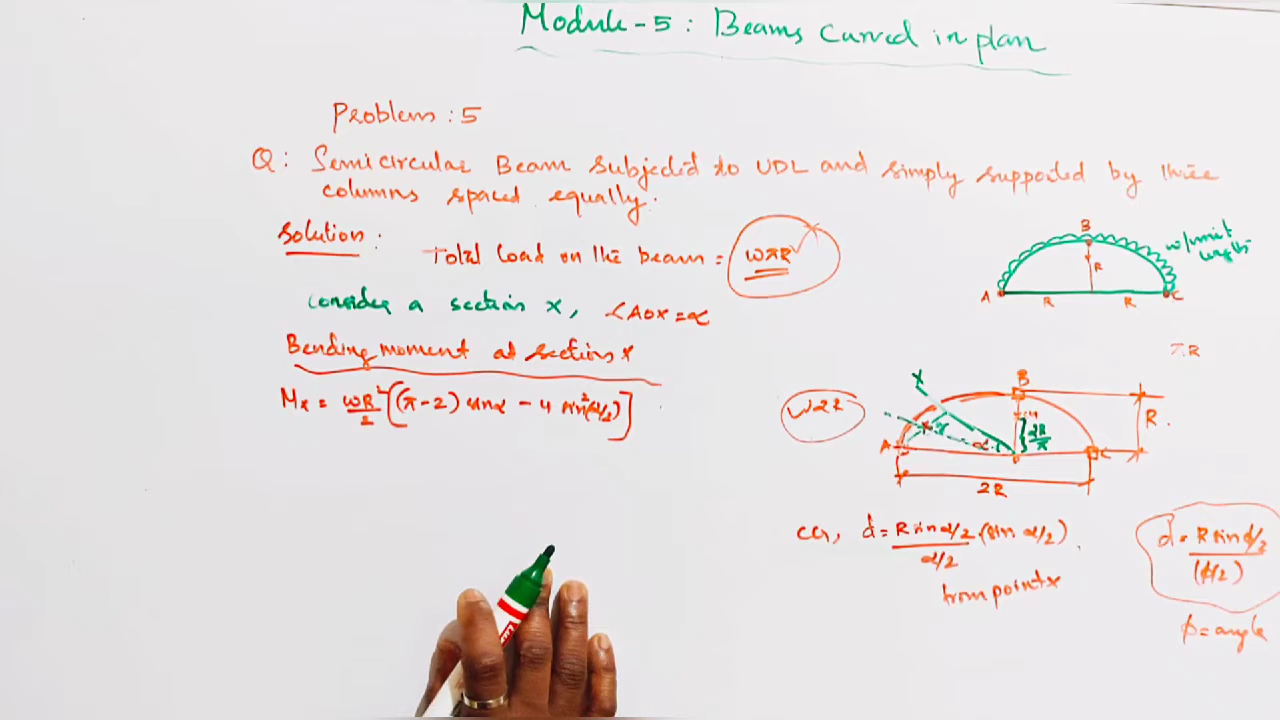 Module-5: Beams Curved in plan
Problem: 5
Q: Semicircular Beam subjected to UDL and simply supported by three
columns spaced equally.
Solution:
Total load on the beam = wπR
Consider a section X, ∠AOX = α
Bending moment at section X
Mx = wR²/2 [(π-2) sinα - 4 sin²(α/2)]
B
w/unit length
R
A
R
R
C
πR
w2R
X
B
R
A
X
α
2R/π
C
R.
2R
CG, d = R sin α/2 / α/2 . (sin α/2)
from point x
d = R sin ϕ/2 / (ϕ/2)
ϕ = angle